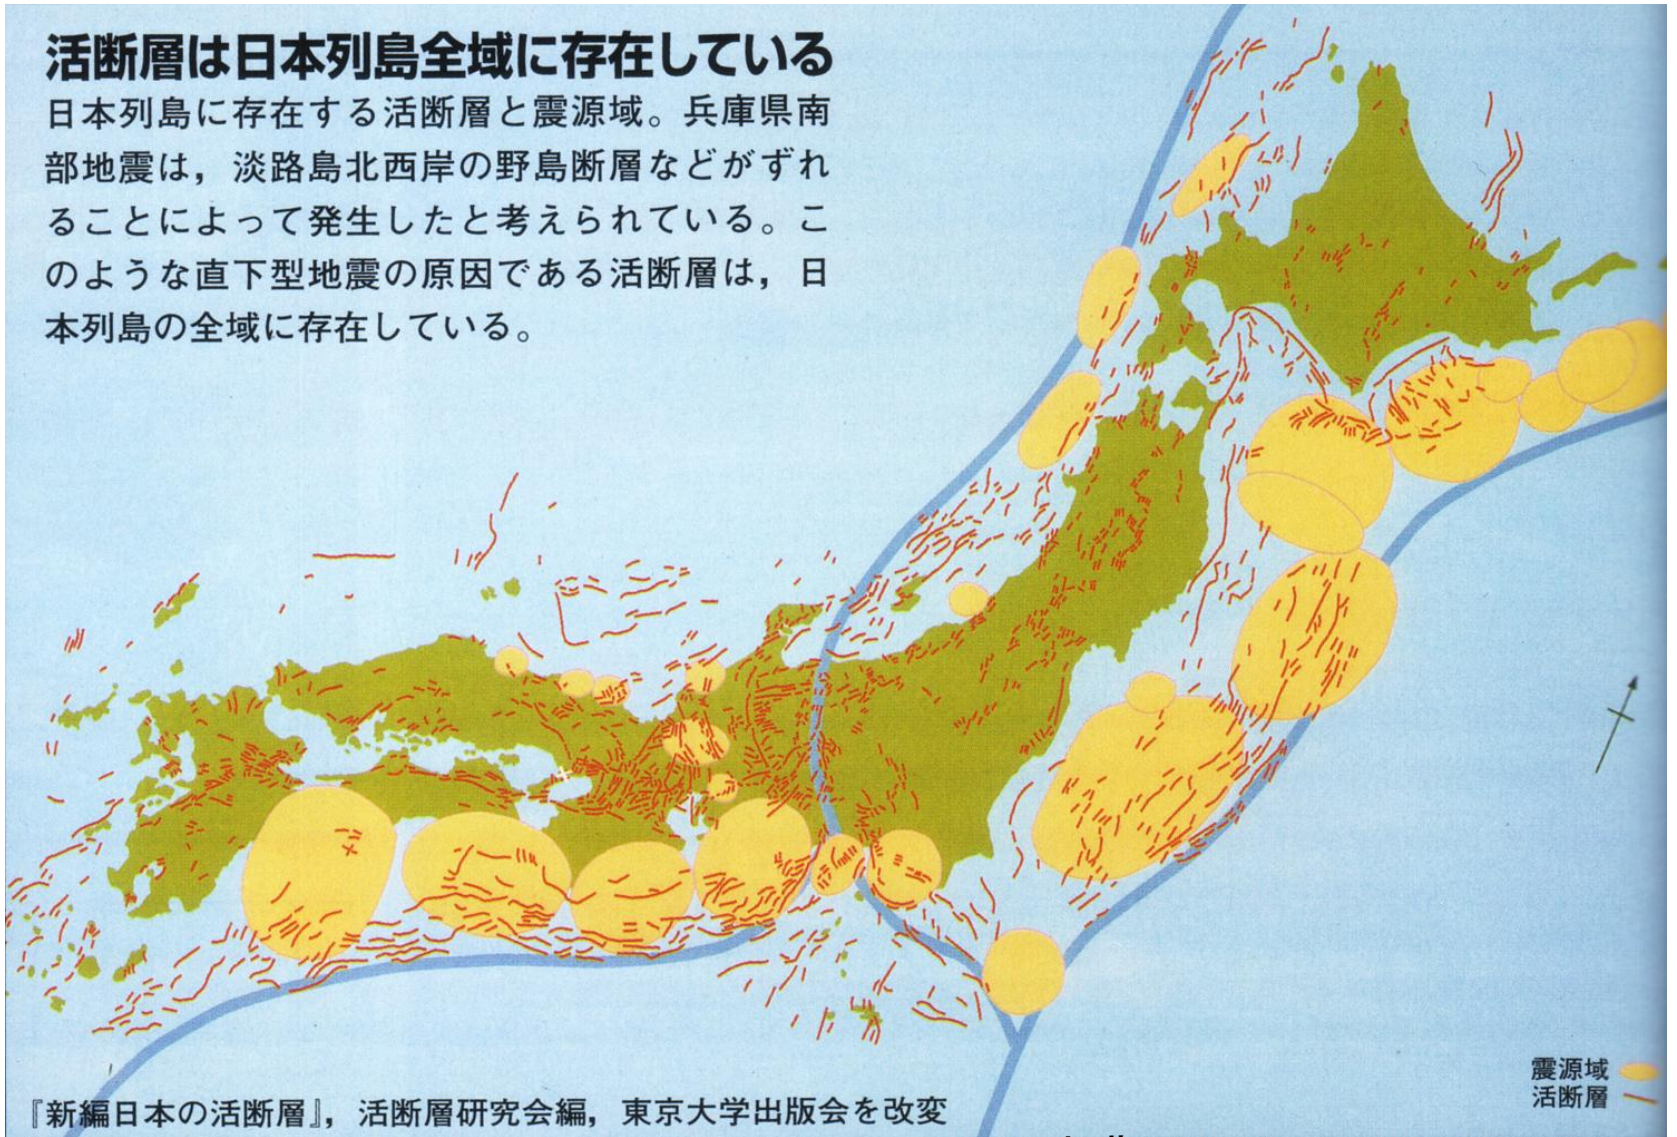 活断層は日本列島全域に存在している
日本列島に存在する活断層と震源域。兵庫県南
部地震は，淡路島北西岸の野島断層などがずれ
ることによって発生したと考えられている。こ
のような直下型地震の原因である活断層は，日
本列島の全域に存在している。
震源域
活断層
『新編日本の活断層』，活断層研究会編，東京大学出版会を改変